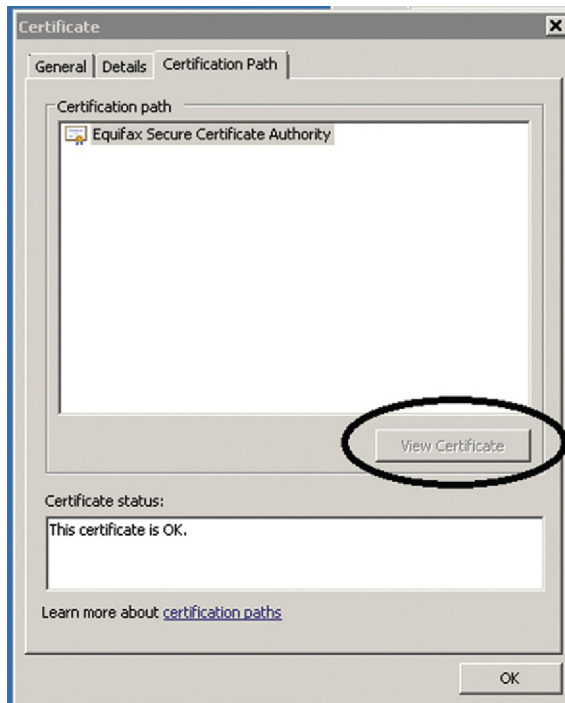 Certificate
General
Details
Certification Path
Certification path
Equifax Secure Certificate Authority
View Certificate
Certificate status:
This certificate is OK.
Learn more about certification paths
OK